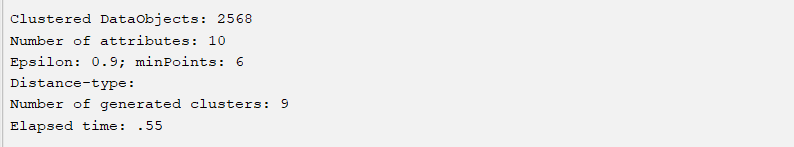 Clustered DataObjects: 2568
Number of attributes: 10
Epsilon: 0.9; minPoints: 6
Distance-type:
Number of generated clusters: 9
Elapsed time: .55